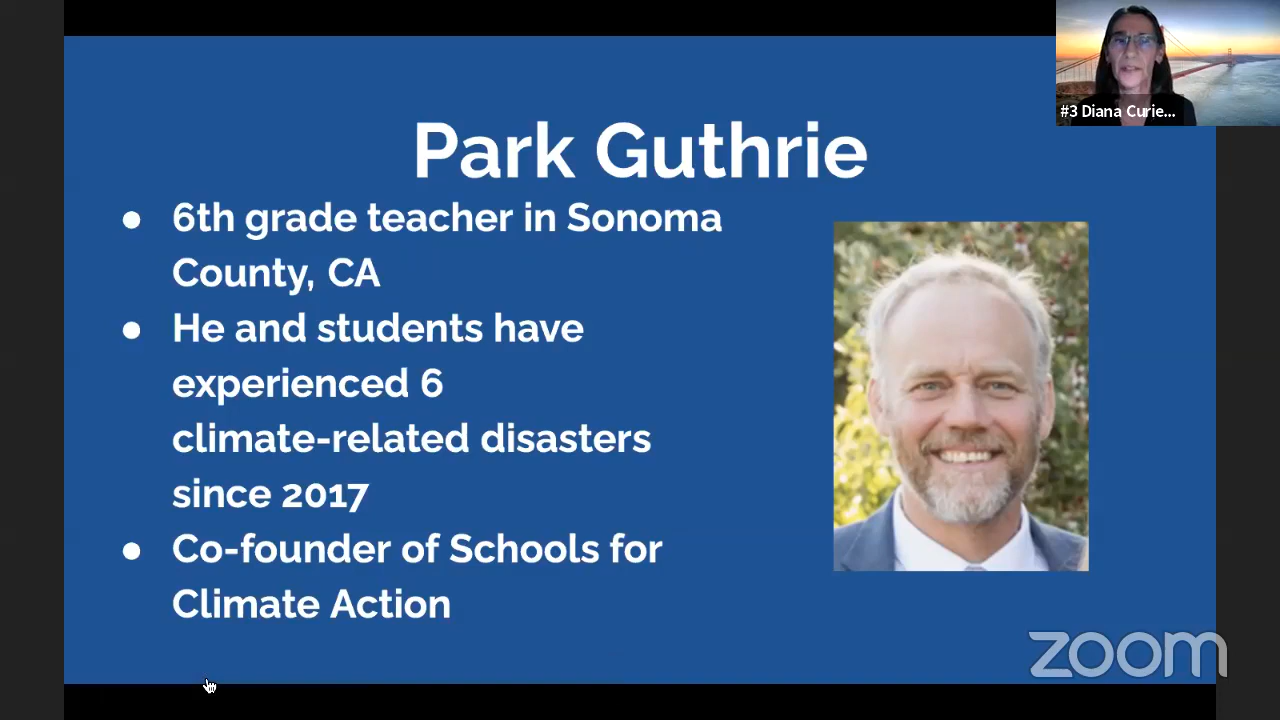 #3 Diana Curie...
Park Guthrie
● 6th grade teacher in Sonoma
County, CA
● He and students have
experienced 6
climate-related disasters
since 2017
● Co-founder of Schools for
Climate Action
zoom